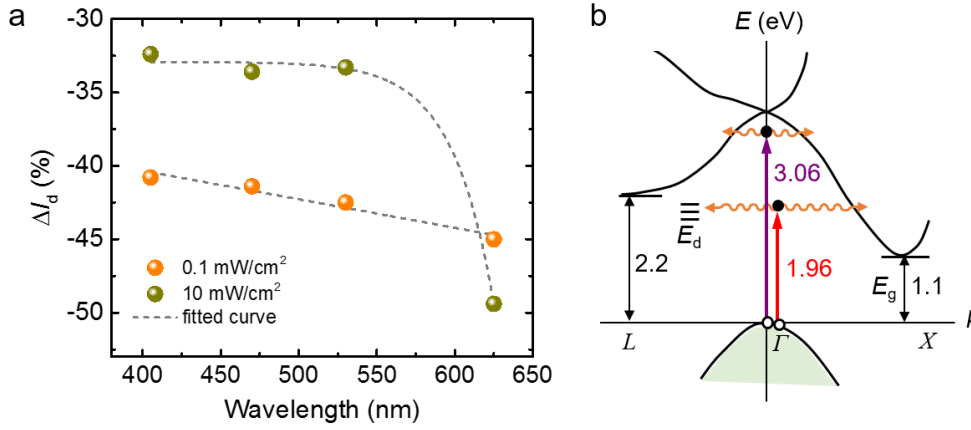 a
ΔId (%)
-30
-35
-40
-45
-50
0.1 mW/cm²
10 mW/cm²
fitted curve
400 450 500 550 600 650
Wavelength (nm)
b
E (eV)
3.06
Ed
2.2
1.96
Eg
1.1
k
L
Γ
X